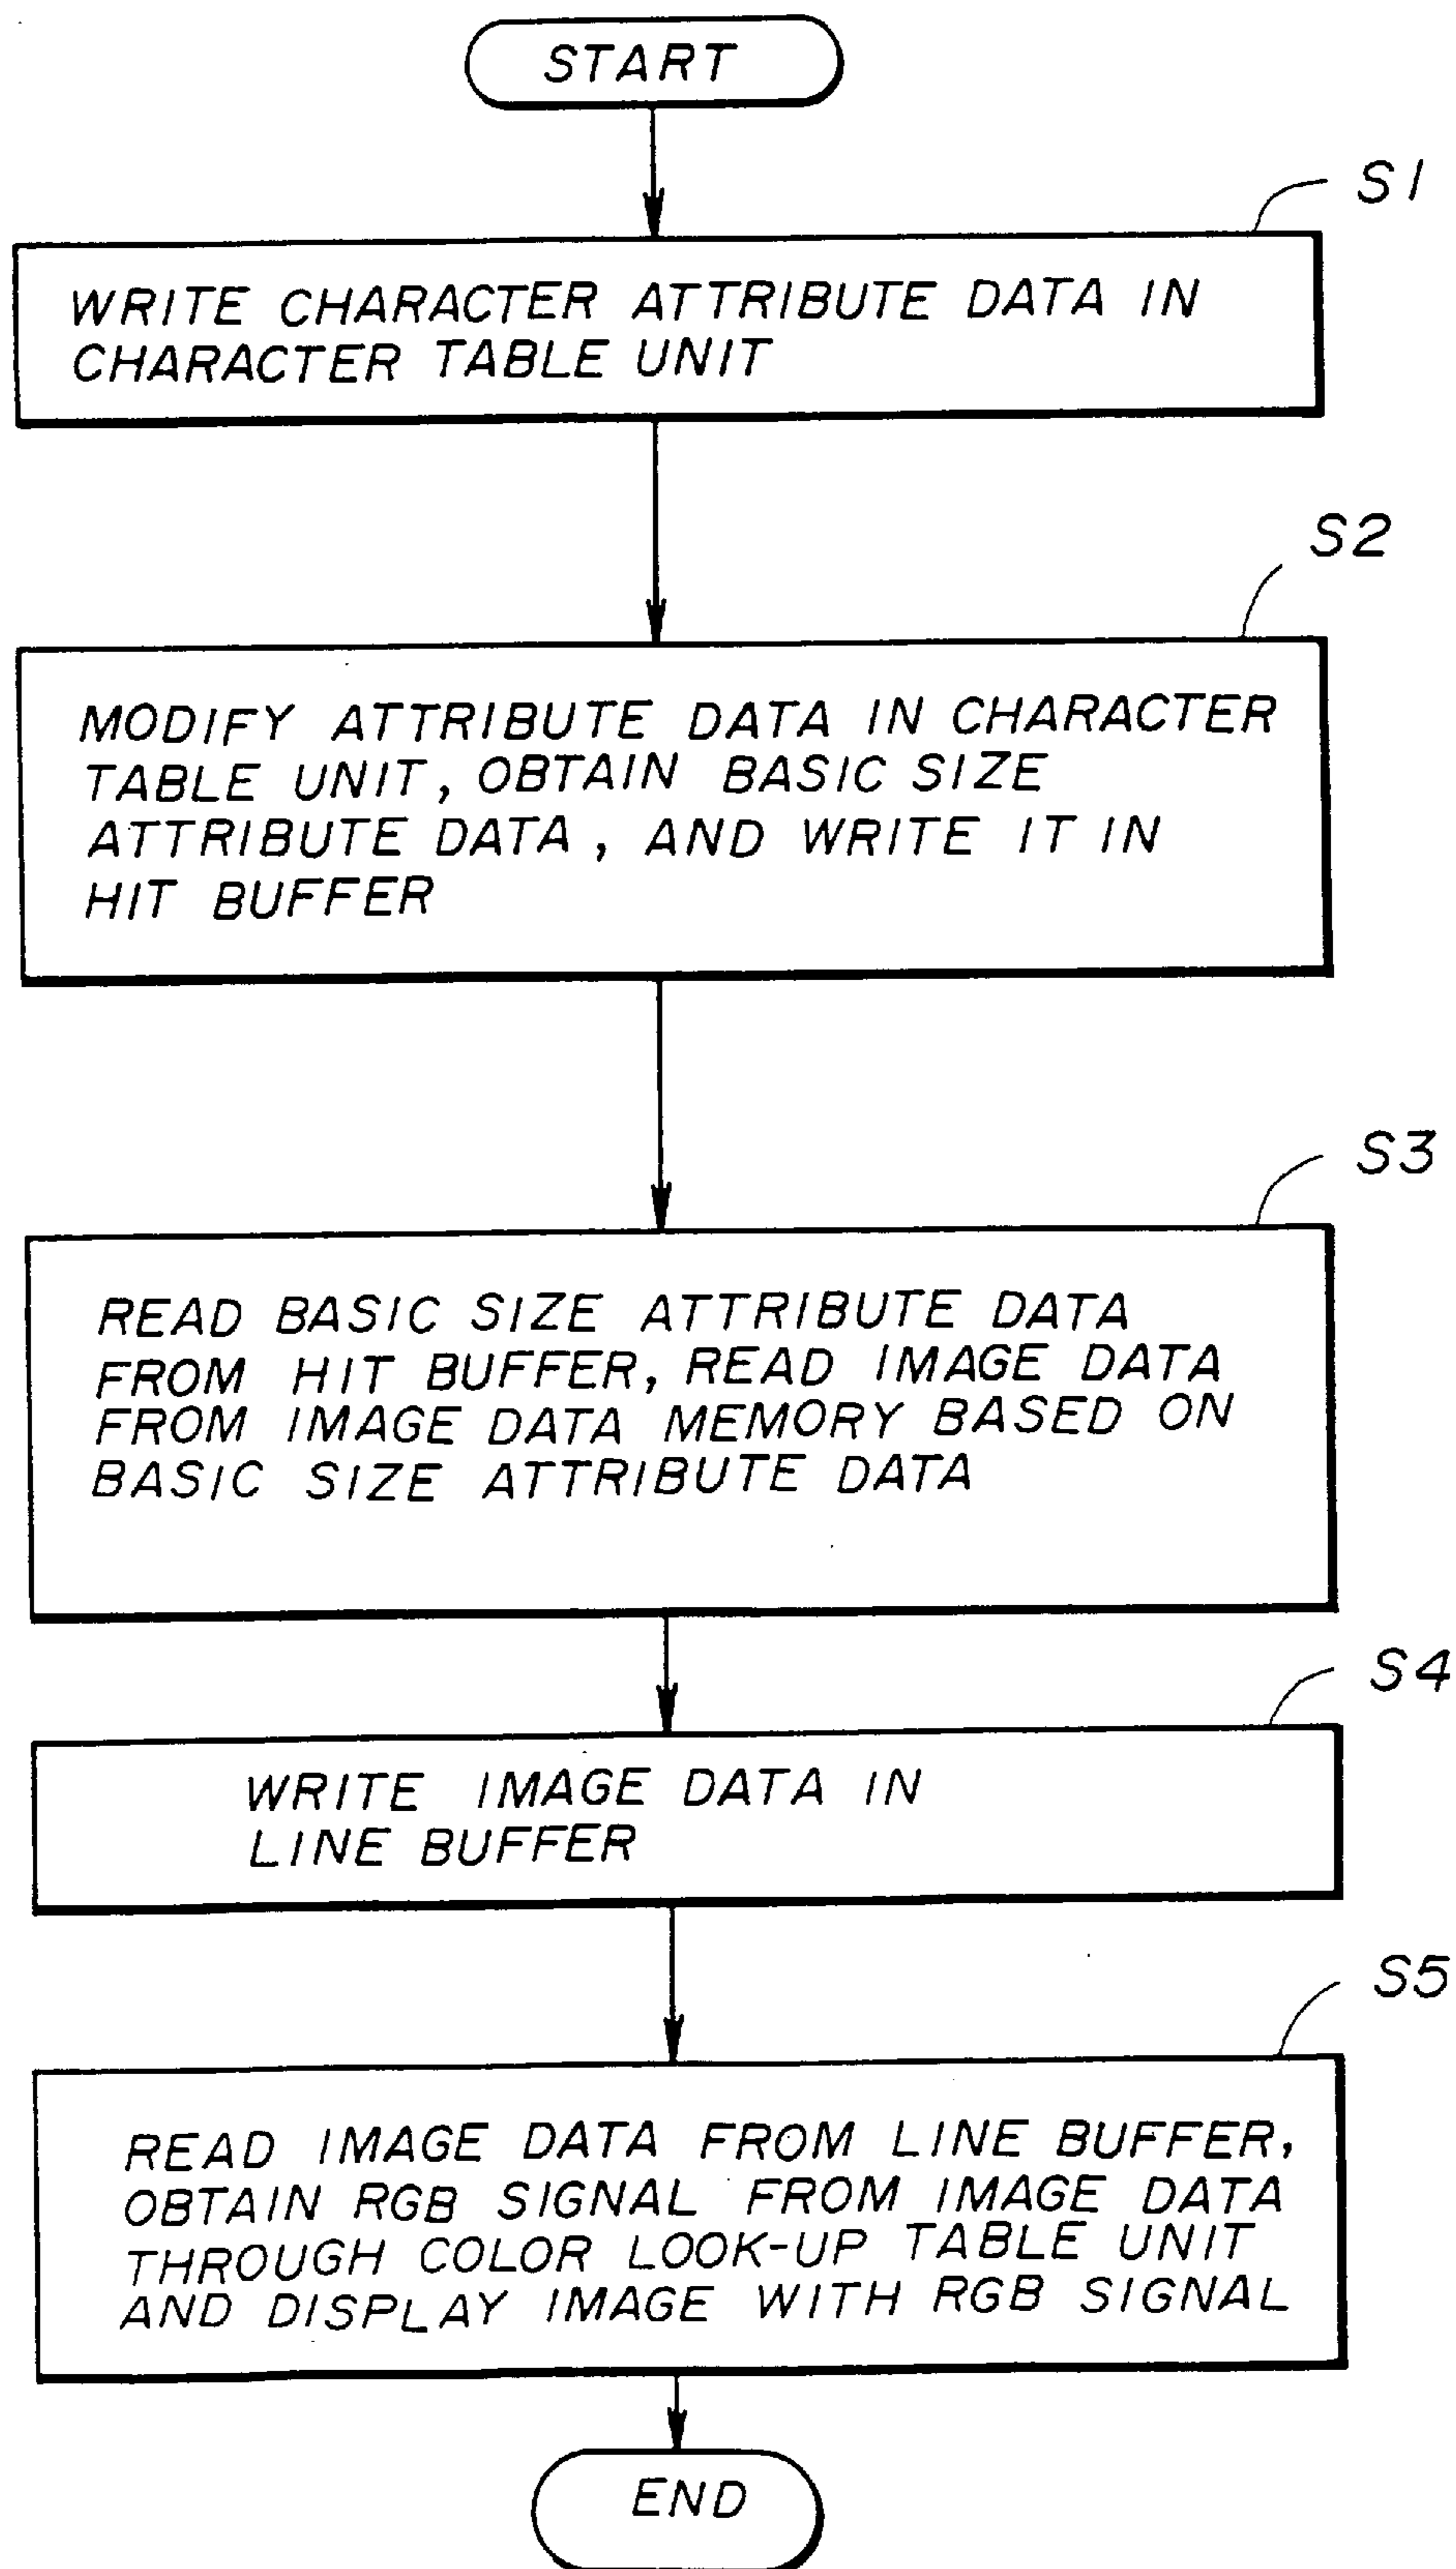 START
S1
WRITE CHARACTER ATTRIBUTE DATA IN
CHARACTER TABLE UNIT
S2
MODIFY ATTRIBUTE DATA IN CHARACTER
TABLE UNIT, OBTAIN BASIC SIZE
ATTRIBUTE DATA, AND WRITE IT IN
HIT BUFFER
S3
READ BASIC SIZE ATTRIBUTE DATA
FROM HIT BUFFER, READ IMAGE DATA
FROM IMAGE DATA MEMORY BASED ON
BASIC SIZE ATTRIBUTE DATA
S4
WRITE IMAGE DATA IN
LINE BUFFER
S5
READ IMAGE DATA FROM LINE BUFFER,
OBTAIN RGB SIGNAL FROM IMAGE DATA
THROUGH COLOR LOOK-UP TABLE UNIT
AND DISPLAY IMAGE WITH RGB SIGNAL
END